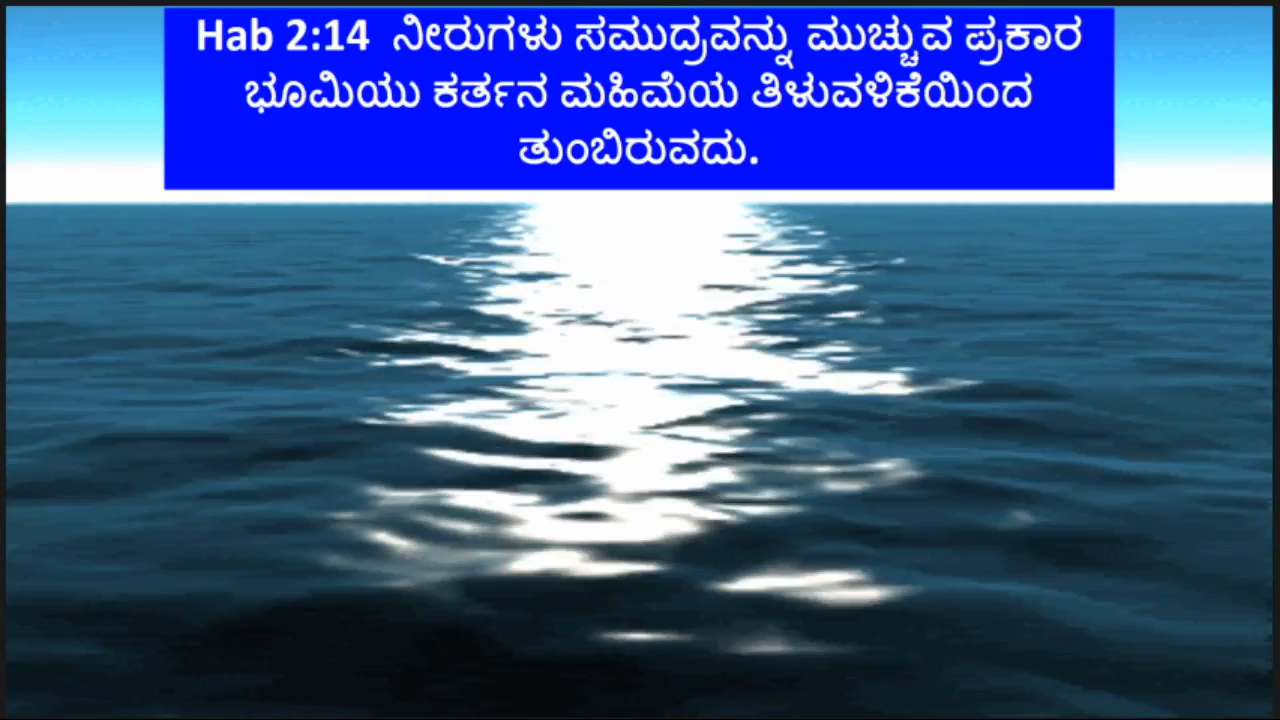 Hab 2:14 ನೀರುಗಳು ಸಮುದ್ರವನ್ನು ಮುಚ್ಚುವ ಪ್ರಕಾರ
ಭೂಮಿಯು ಕರ್ತನ ಮಹಿಮೆಯ ತಿಳುವಳಿಕೆಯಿಂದ
ತುಂಬಿರುವದು.